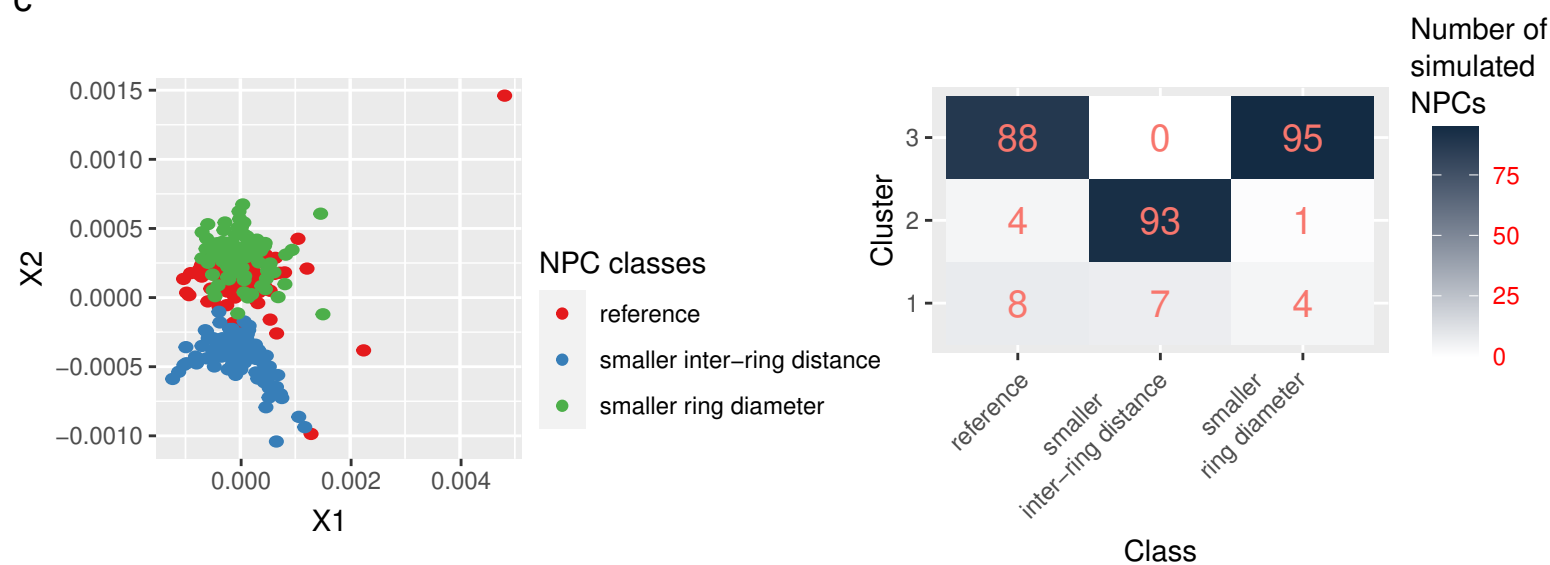 c
0.0015
0.0010
0.0005
0.0000
−0.0005
−0.0010
X2
0.000 0.002 0.004
X1
NPC classes
reference
smaller inter−ring distance
smaller ring diameter
Cluster
3
2
1
88 0 95
4 93 1
8 7 4
reference
smaller
inter−ring distance
smaller
ring diameter
Class
Number of
simulated
NPCs
75
50
25
0